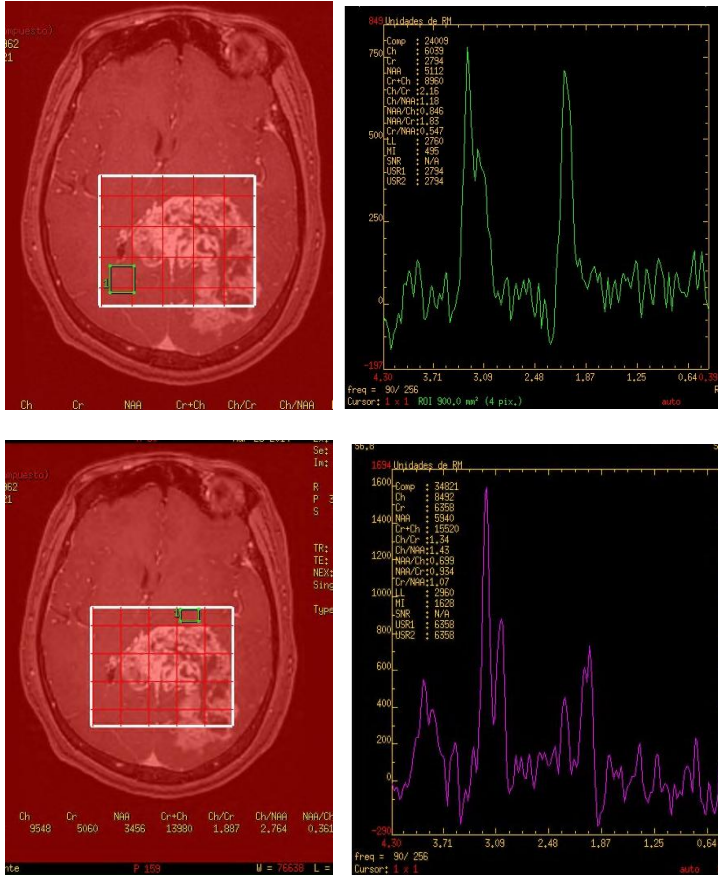 mpuesto)
962
21
1
Ch Cr NAA Cr+Ch Ch/Cr Ch/NAA
849 Unidades de RM
750
500
250
0
-197
Comp : 24009
Ch : 6039
Cr : 2794
NAA : 5112
Cr+Ch : 8960
Ch/Cr :2.16
Ch/NAA:1.18
NAA/Ch:0.846
NAA/Cr:1.83
Cr/NAA:0.547
LL : 2760
MI : 495
SNR : N/A
USR1 : 2794
USR2 : 2794
4.30 3.71 3.09 2.48 1.87 1.25 0.64 0.39
freq = 90/ 256
Cursor: 1 x 1 ROI 900.0 mm² (4 pix.) auto
Se:
Im:
mpuesto)
962
21
R
P 3
S
TR:
TE:
NEX:
Sing
Type
Ch Cr NAA Cr+Ch Ch/Cr Ch/NAA NAA/Ch
9548 5060 3456 13980 1.887 2.764 0.361
nte P 159 W = 76638 L =
1694 Unidades de RM
1600
1400
1200
1000
800
600
400
200
0
-290
Comp : 34821
Ch : 8492
Cr : 6358
NAA : 5940
Cr+Ch : 15520
Ch/Cr :1.34
Ch/NAA:1.43
NAA/Ch:0.699
NAA/Cr:0.934
Cr/NAA:1.07
LL : 2960
MI : 1628
SNR : N/A
USR1 : 6358
USR2 : 6358
4.30 3.71 3.09 2.48 1.87 1.25 0.64
freq = 90/ 256
Cursor: 1 x 1 auto